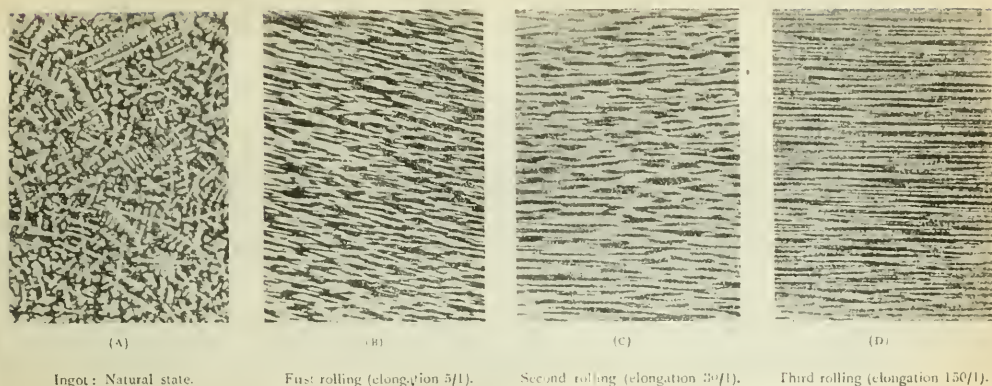 (A)
(B)
(C)
(D)
Ingot: Natural state.
First rolling (elongation 5/1).
Second rolling (elongation 30/1).
Third rolling (elongation 150/1).